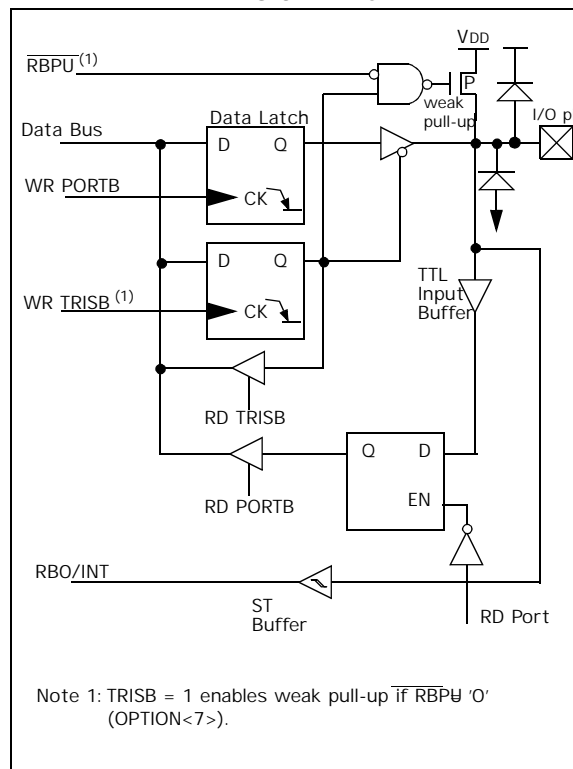 VDD
RBPU (1)
P
weak
pull-up
I/O p
Data Latch
Data Bus
D Q
WR PORTB
CK
D Q
WR TRISB (1)
CK
TTL
Input
Buffer
RD TRISB
Q D
EN
RD PORTB
RB0/INT
ST
Buffer
RD Port
Note 1: TRISB = 1 enables weak pull-up if RBPU '0'
(OPTION<7>).